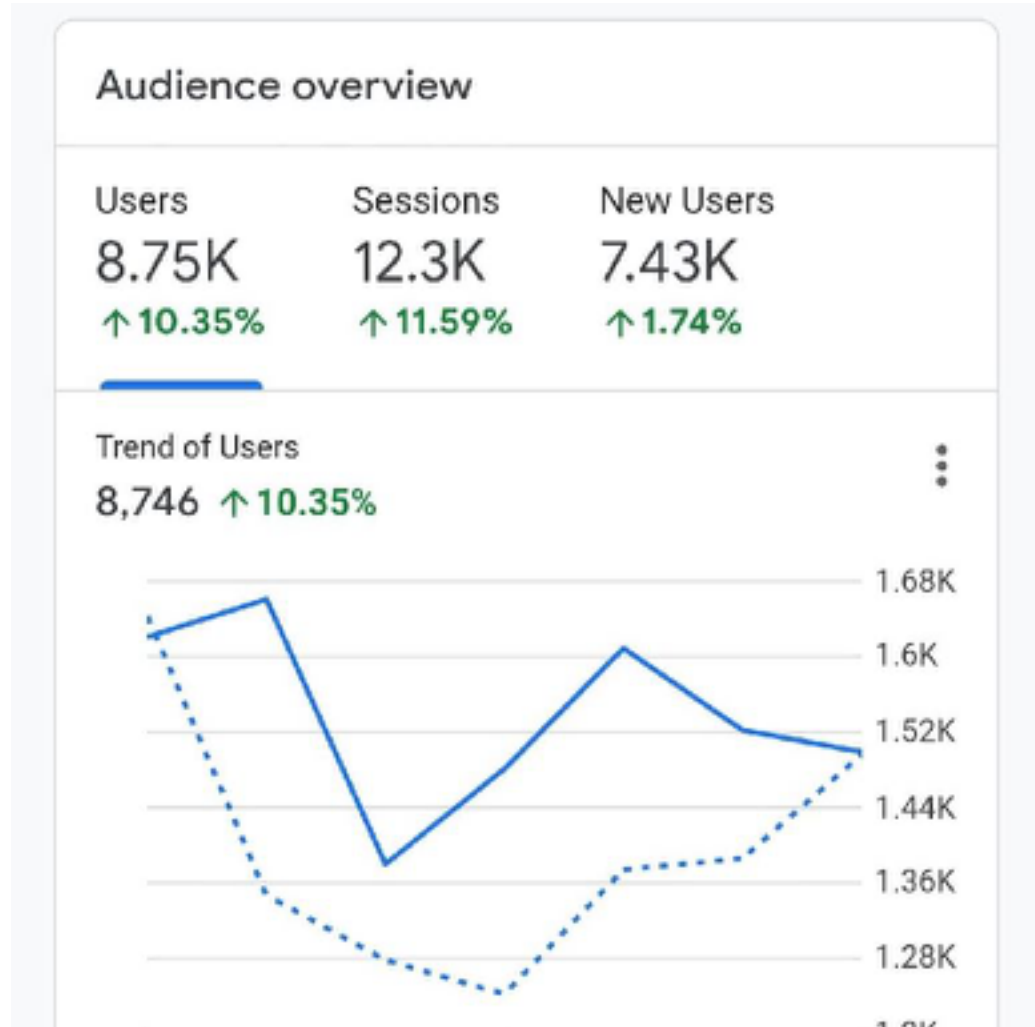 Audience overview
Users Sessions New Users
8.75K 12.3K 7.43K
↑ 10.35% ↑ 11.59% ↑ 1.74%
Trend of Users
8,746 ↑ 10.35%
1.68K
1.6K
1.52K
1.44K
1.36K
1.28K